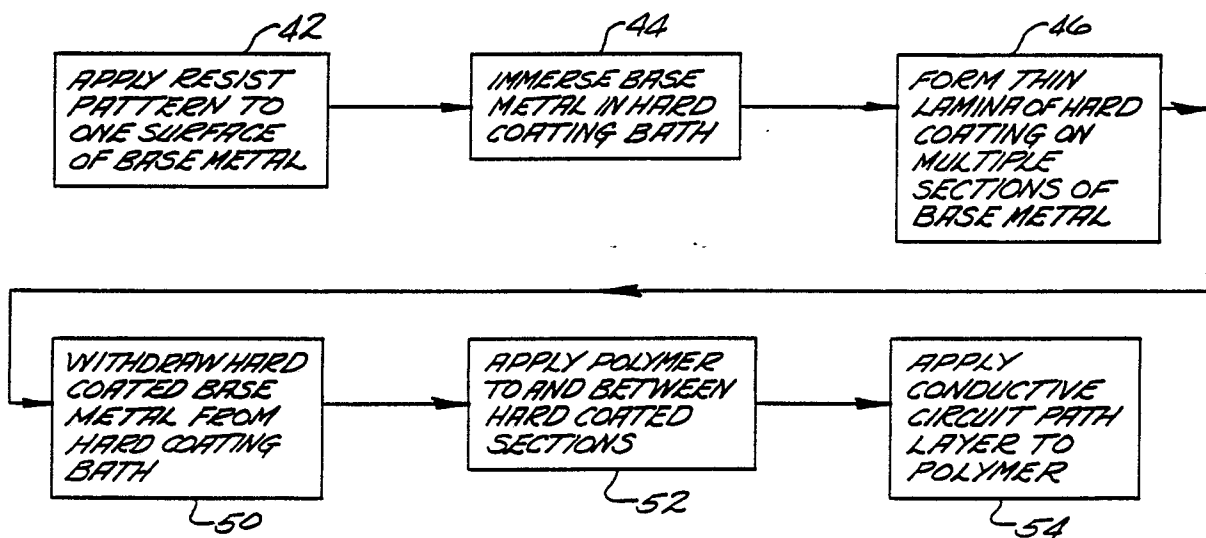 42
APPLY RESIST
PATTERN TO
ONE SURFACE
OF BASE METAL
44
IMMERSE BASE
METAL IN HARD
COATING BATH
46
FORM THIN
LAMINA OF HARD
COATING ON
MULTIPLE
SECTIONS OF
BASE METAL
WITHDRAW HARD
COATED BASE
METAL FROM
HARD COATING
BATH
50
APPLY POLYMER
TO AND BETWEEN
HARD COATED
SECTIONS
52
APPLY
CONDUCTIVE
CIRCUIT PATH
LAYER TO
POLYMER
54